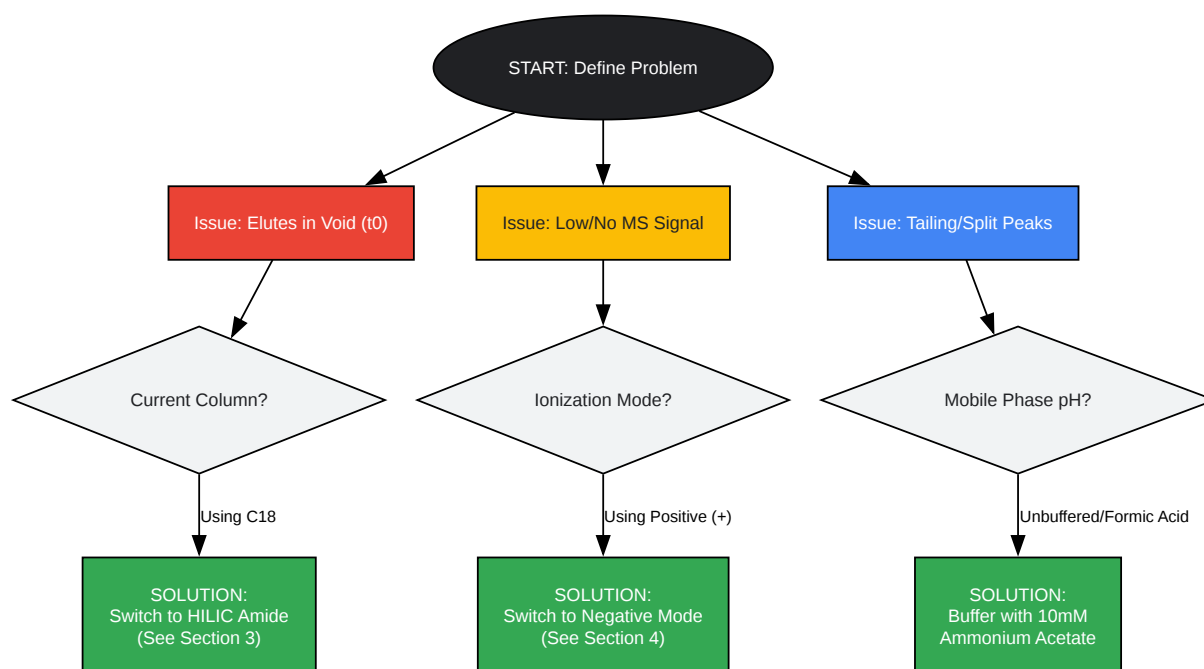 START: Define Problem
Issue: Elutes in Void (t0)
Issue: Low/No MS Signal
Issue: Tailing/Split Peaks
Current Column?
Ionization Mode?
Mobile Phase pH?
Using C18
Using Positive (+)
Unbuffered/Formic Acid
SOLUTION:
Switch to HILIC Amide
(See Section 3)
SOLUTION:
Switch to Negative Mode
(See Section 4)
SOLUTION:
Buffer with 10mM
Ammonium Acetate